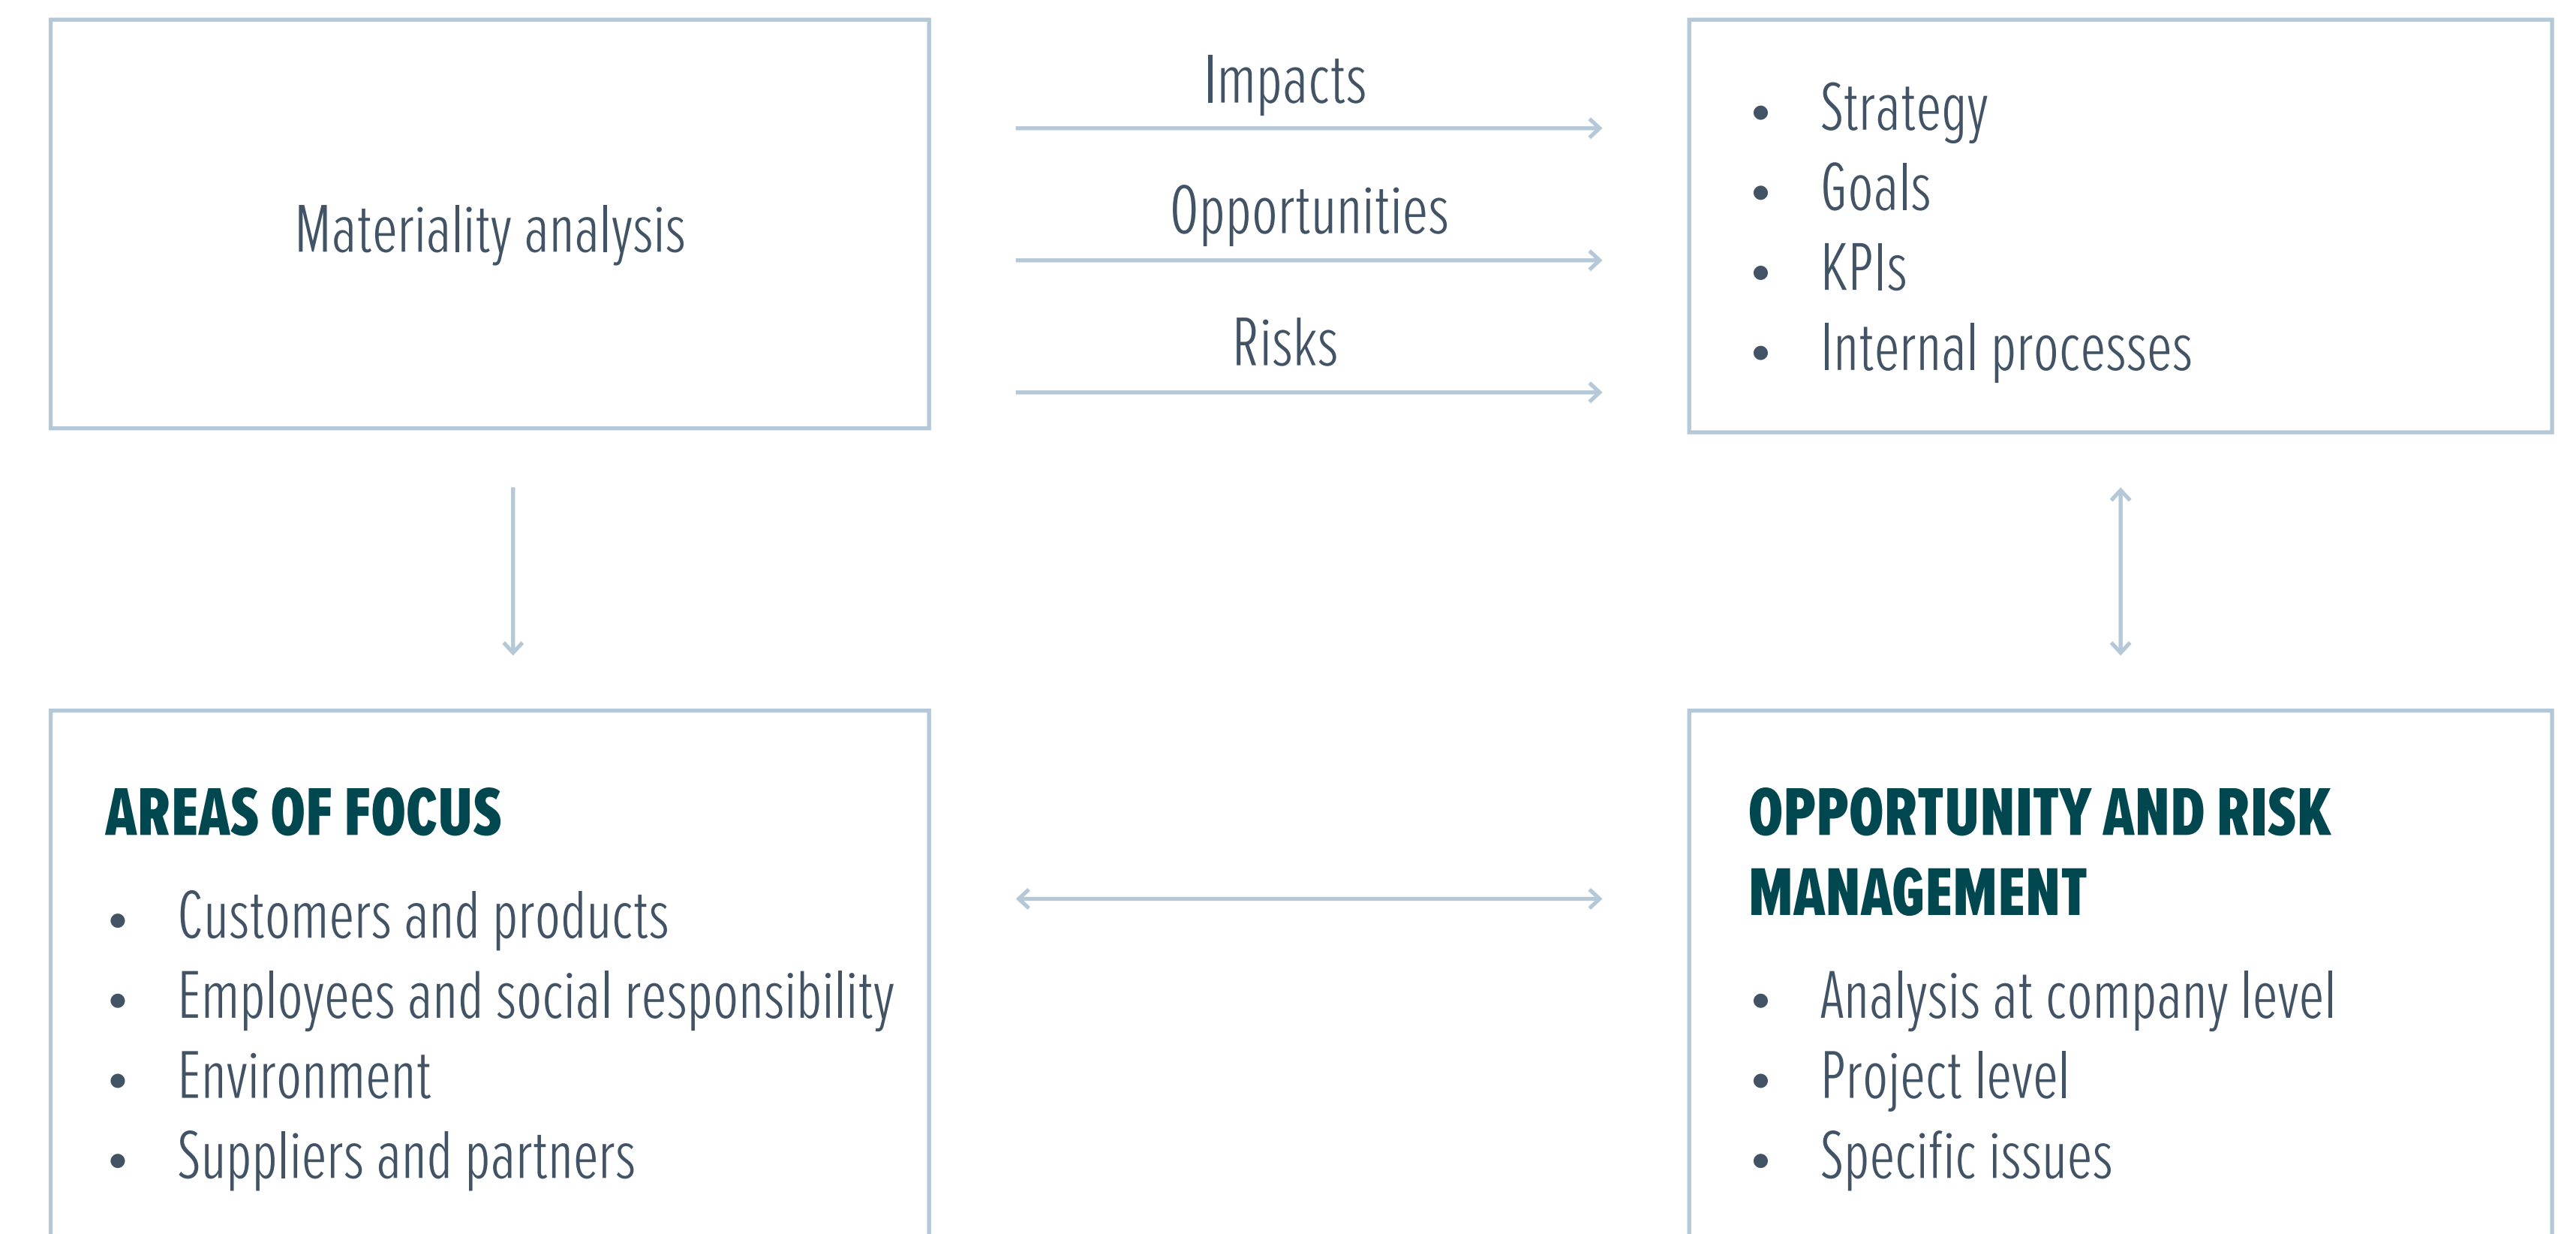 Materiality analysis
Impacts
Opportunities
Risks
• Strategy
• Goals
• KPIs
• Internal processes
AREAS OF FOCUS
• Customers and products
• Employees and social responsibility
• Environment
• Suppliers and partners
OPPORTUNITY AND RISK
MANAGEMENT
• Analysis at company level
• Project level
• Specific issues